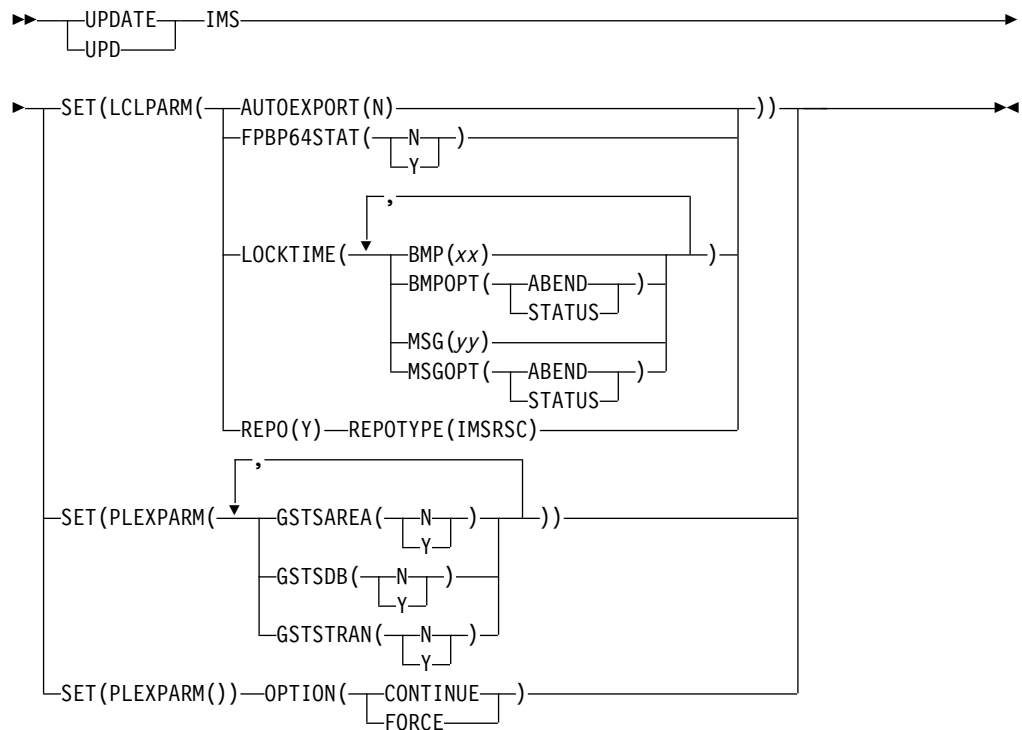 UPDATE IMS
UPD
SET(LCLPARM( AUTOEXPORT(N) ))
FPBP64STAT( N )
Y
,
LOCKTIME( BMP(xx) )
BMPOPT( ABEND )
STATUS
MSG(yy)
MSGOPT( ABEND )
STATUS
REPO(Y) REPOTYPE(IMSRSC)
,
SET(PLEXPARM( GSTSAREA( N ) ))
Y
GSTSDB( N )
Y
GSTSTRAN( N )
Y
SET(PLEXPARM()) OPTION( CONTINUE )
FORCE